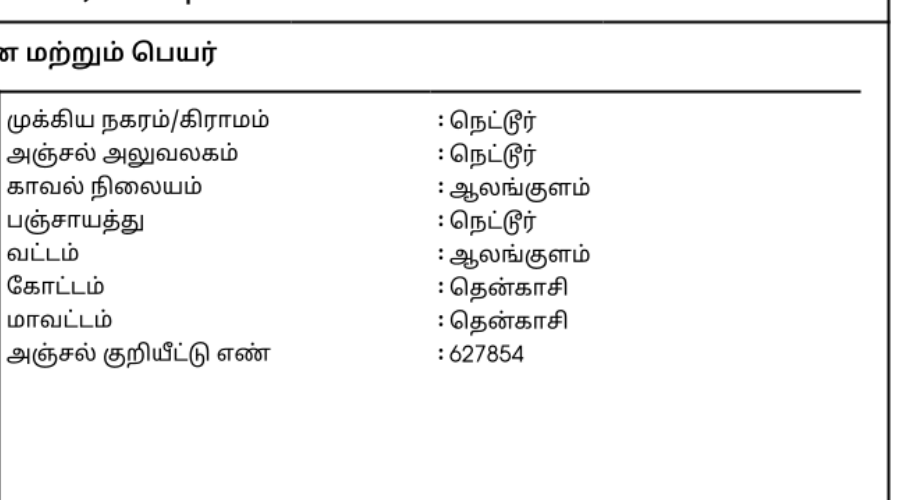 மற்றும் பெயர்
முக்கிய நகரம்/கிராமம் : நெட்டூர்
அஞ்சல் அலுவலகம் : நெட்டூர்
காவல் நிலையம் : ஆலங்குளம்
பஞ்சாயத்து : நெட்டூர்
வட்டம் : ஆலங்குளம்
கோட்டம் : தென்காசி
மாவட்டம் : தென்காசி
அஞ்சல் குறியீட்டு எண் : 627854